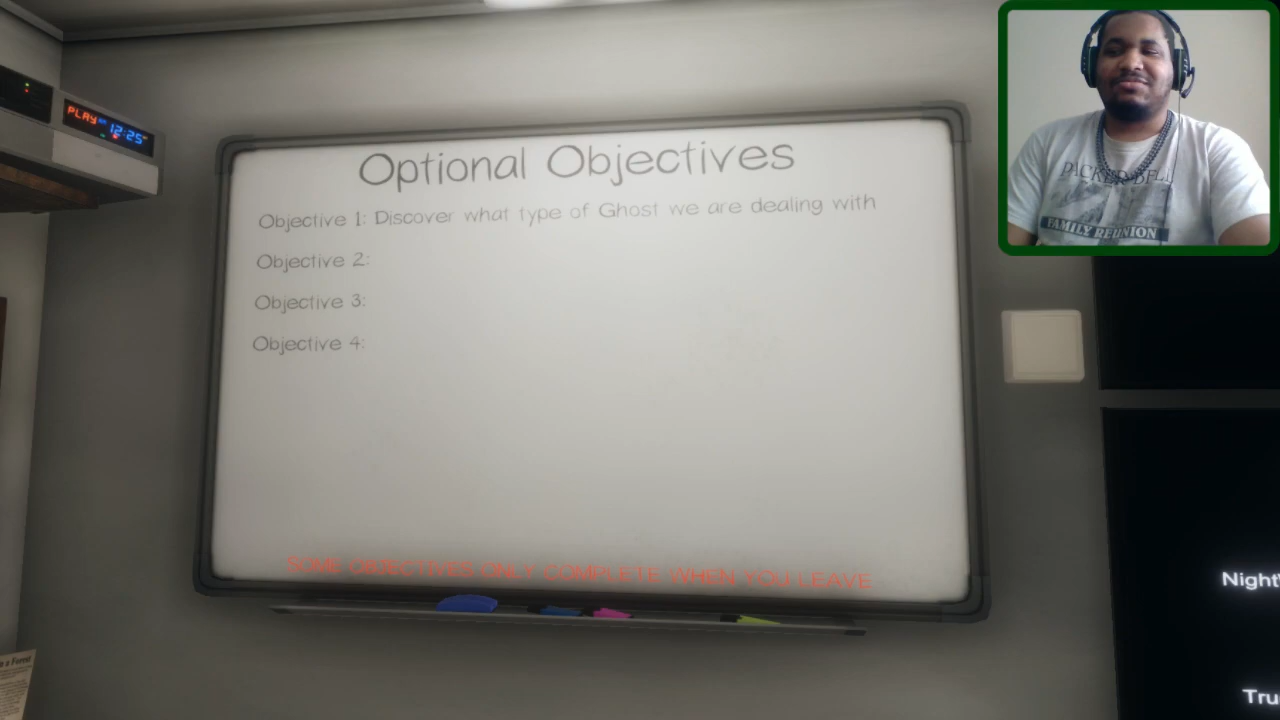 PLAY
12:25
Optional Objectives
Objective 1: Discover what type of Ghost we are dealing with
Objective 2:
Objective 3:
Objective 4:
SOME OBJECTIVES ONLY COMPLETE WHEN YOU LEAVE
FAMILY REUNION
Night
Tru
a Forest